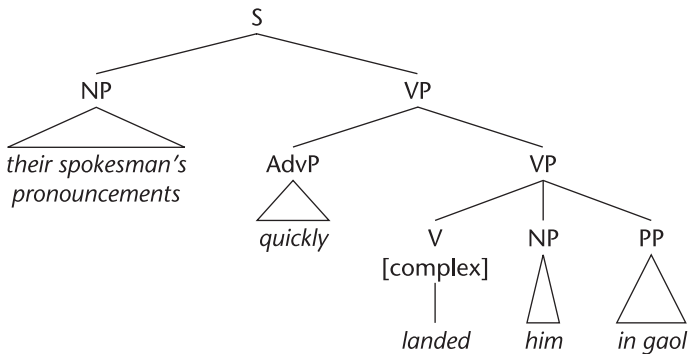 S
NP VP
their spokesman's
pronouncements
AdvP VP
quickly
V NP PP
[complex]
landed him in gaol